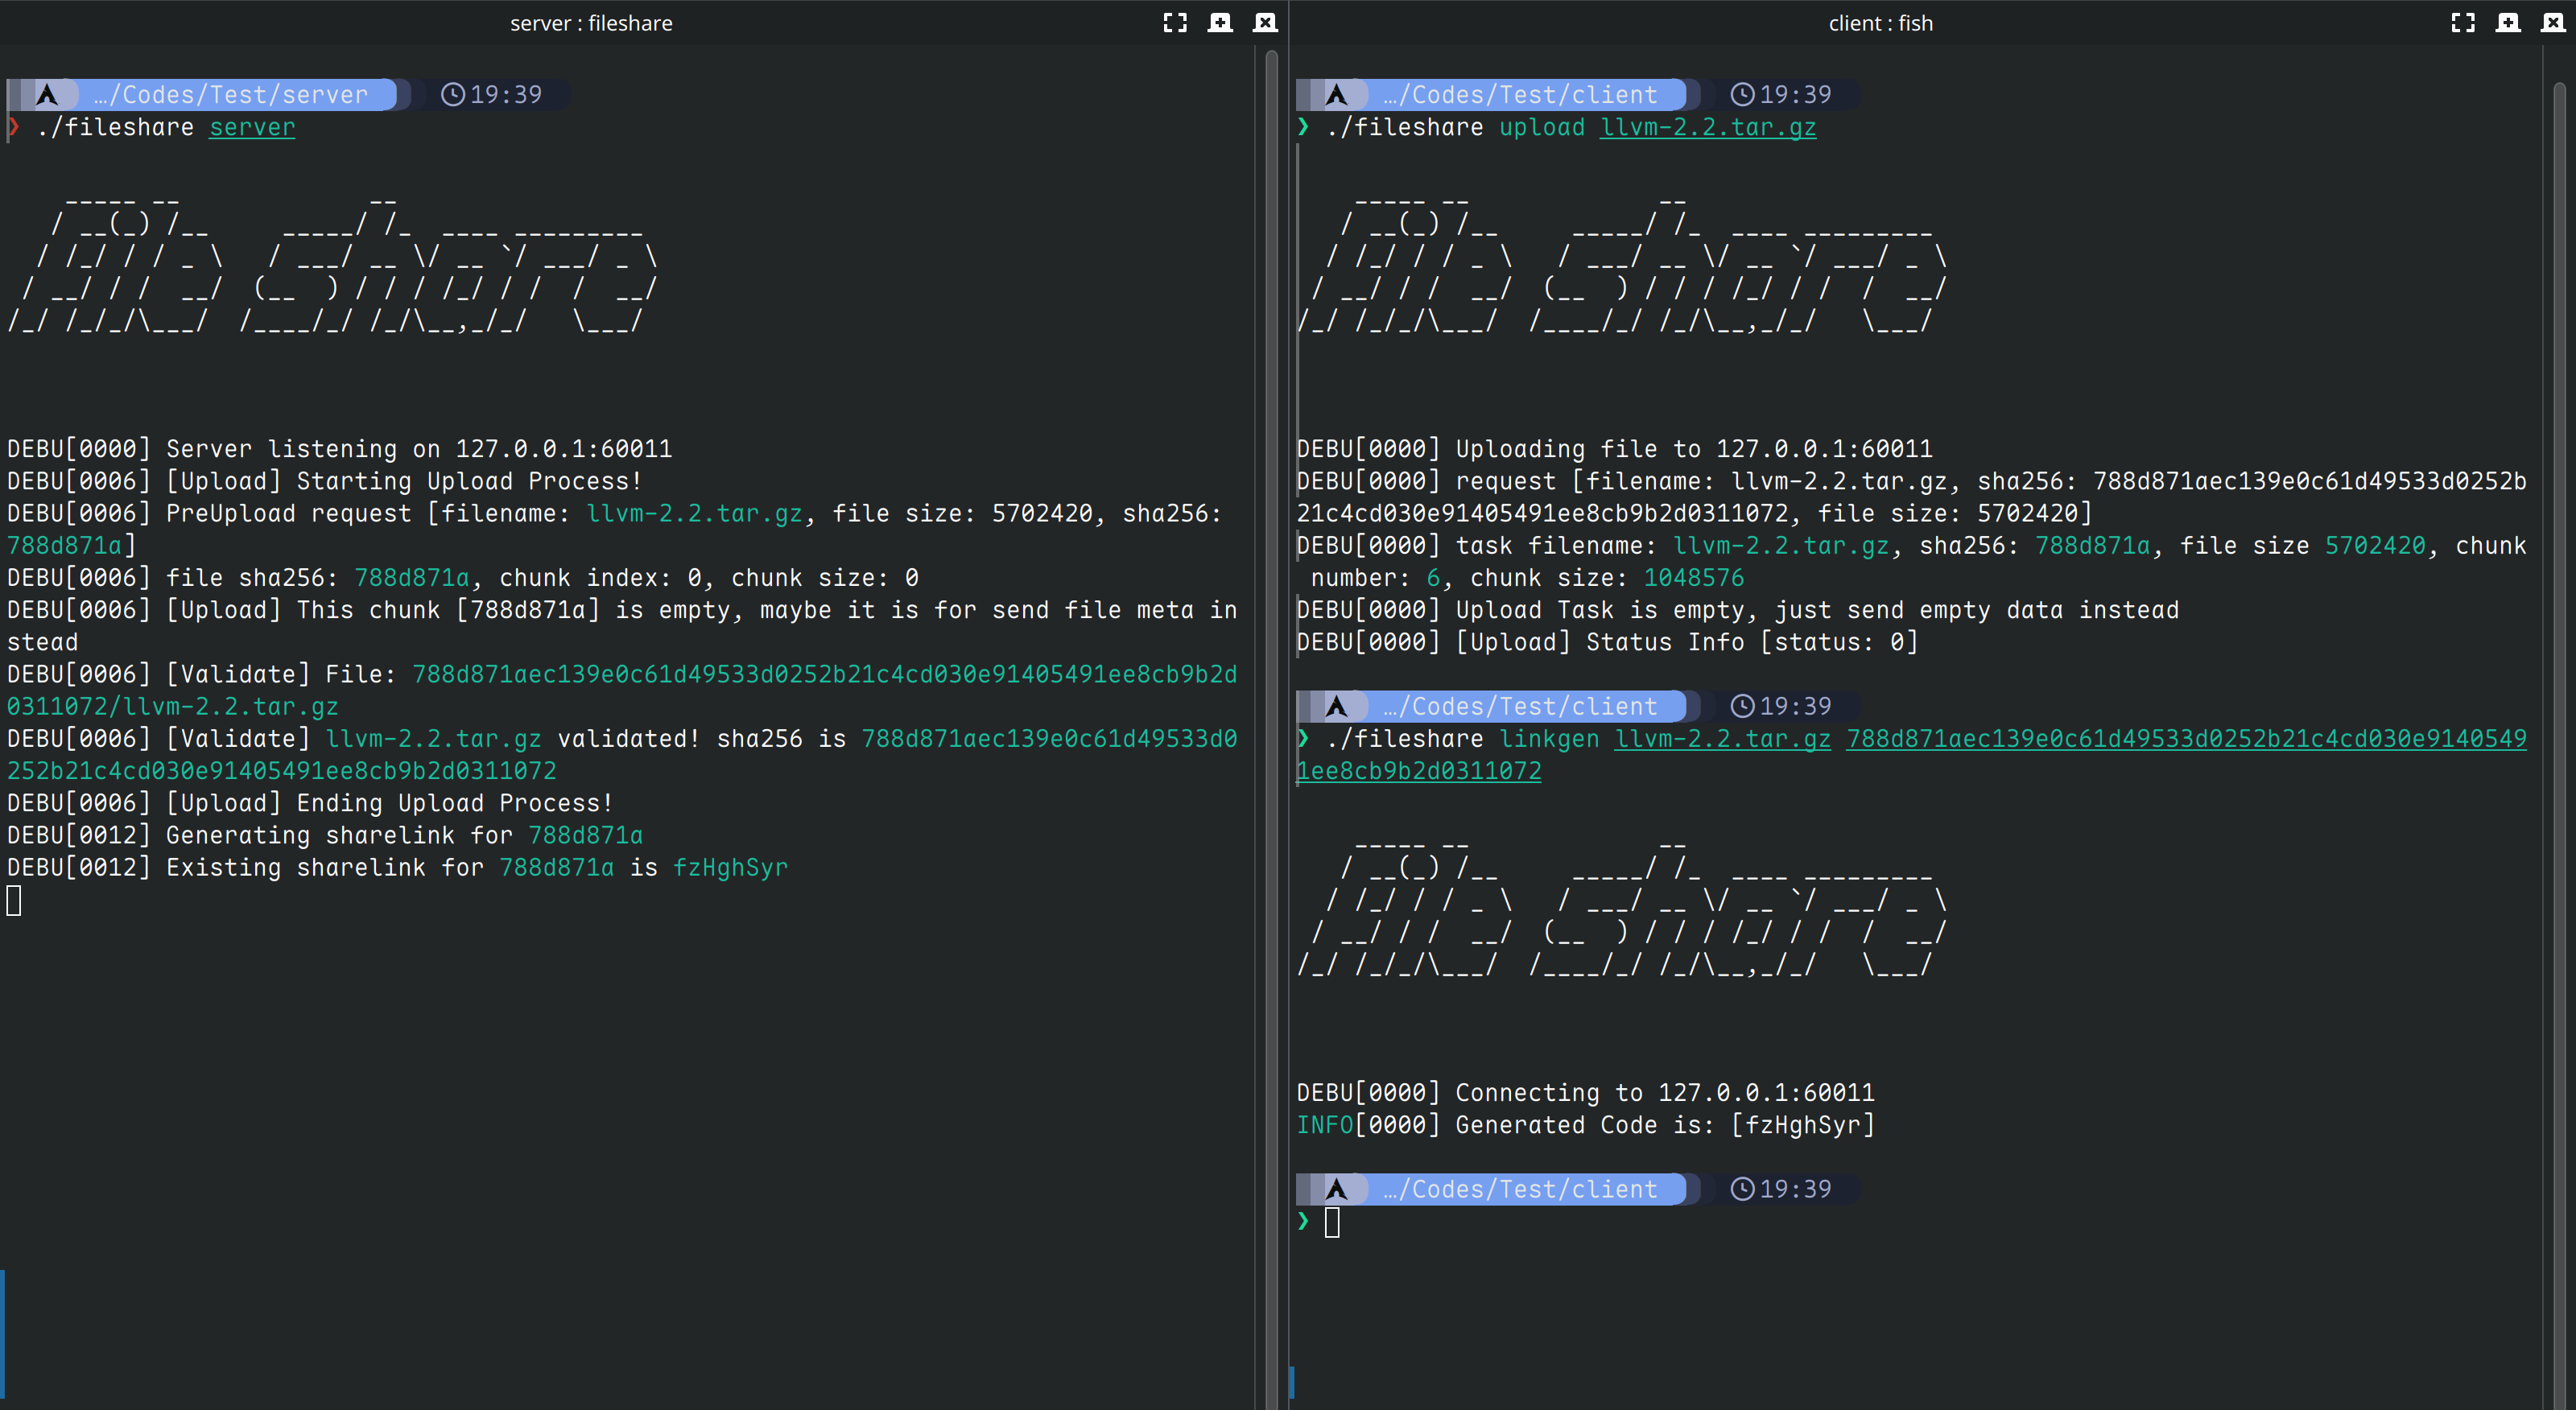 server : fileshare
…/Codes/Test/server 19:39
❯ ./fileshare server
    _____ __             __
   / __(_) /__     _____/ /_  ____ _________
  / /_/ / / _ \   / ___/ __ \/ __ `/ ___/ _ \
 / __/ / /  __/  (__  ) / / / /_/ / /  /  __/
/_/ /_/_/\___/  /____/_/ /_/\__,_/_/   \___/
DEBU[0000] Server listening on 127.0.0.1:60011
DEBU[0006] [Upload] Starting Upload Process!
DEBU[0006] PreUpload request [filename: llvm-2.2.tar.gz, file size: 5702420, sha256:
788d871a]
DEBU[0006] file sha256: 788d871a, chunk index: 0, chunk size: 0
DEBU[0006] [Upload] This chunk [788d871a] is empty, maybe it is for send file meta in
stead
DEBU[0006] [Validate] File: 788d871aec139e0c61d49533d0252b21c4cd030e91405491ee8cb9b2d
0311072/llvm-2.2.tar.gz
DEBU[0006] [Validate] llvm-2.2.tar.gz validated! sha256 is 788d871aec139e0c61d49533d0
252b21c4cd030e91405491ee8cb9b2d0311072
DEBU[0006] [Upload] Ending Upload Process!
DEBU[0012] Generating sharelink for 788d871a
DEBU[0012] Existing sharelink for 788d871a is fzHghSyr
client : fish
…/Codes/Test/client 19:39
❯ ./fileshare upload llvm-2.2.tar.gz
    _____ __             __
   / __(_) /__     _____/ /_  ____ _________
  / /_/ / / _ \   / ___/ __ \/ __ `/ ___/ _ \
 / __/ / /  __/  (__  ) / / / /_/ / /  /  __/
/_/ /_/_/\___/  /____/_/ /_/\__,_/_/   \___/
DEBU[0000] Uploading file to 127.0.0.1:60011
DEBU[0000] request [filename: llvm-2.2.tar.gz, sha256: 788d871aec139e0c61d49533d0252b
21c4cd030e91405491ee8cb9b2d0311072, file size: 5702420]
DEBU[0000] task filename: llvm-2.2.tar.gz, sha256: 788d871a, file size 5702420, chunk
 number: 6, chunk size: 1048576
DEBU[0000] Upload Task is empty, just send empty data instead
DEBU[0000] [Upload] Status Info [status: 0]
…/Codes/Test/client 19:39
❯ ./fileshare linkgen llvm-2.2.tar.gz 788d871aec139e0c61d49533d0252b21c4cd030e9140549
1ee8cb9b2d0311072
    _____ __             __
   / __(_) /__     _____/ /_  ____ _________
  / /_/ / / _ \   / ___/ __ \/ __ `/ ___/ _ \
 / __/ / /  __/  (__  ) / / / /_/ / /  /  __/
/_/ /_/_/\___/  /____/_/ /_/\__,_/_/   \___/
DEBU[0000] Connecting to 127.0.0.1:60011
INFO[0000] Generated Code is: [fzHghSyr]
…/Codes/Test/client 19:39
❯